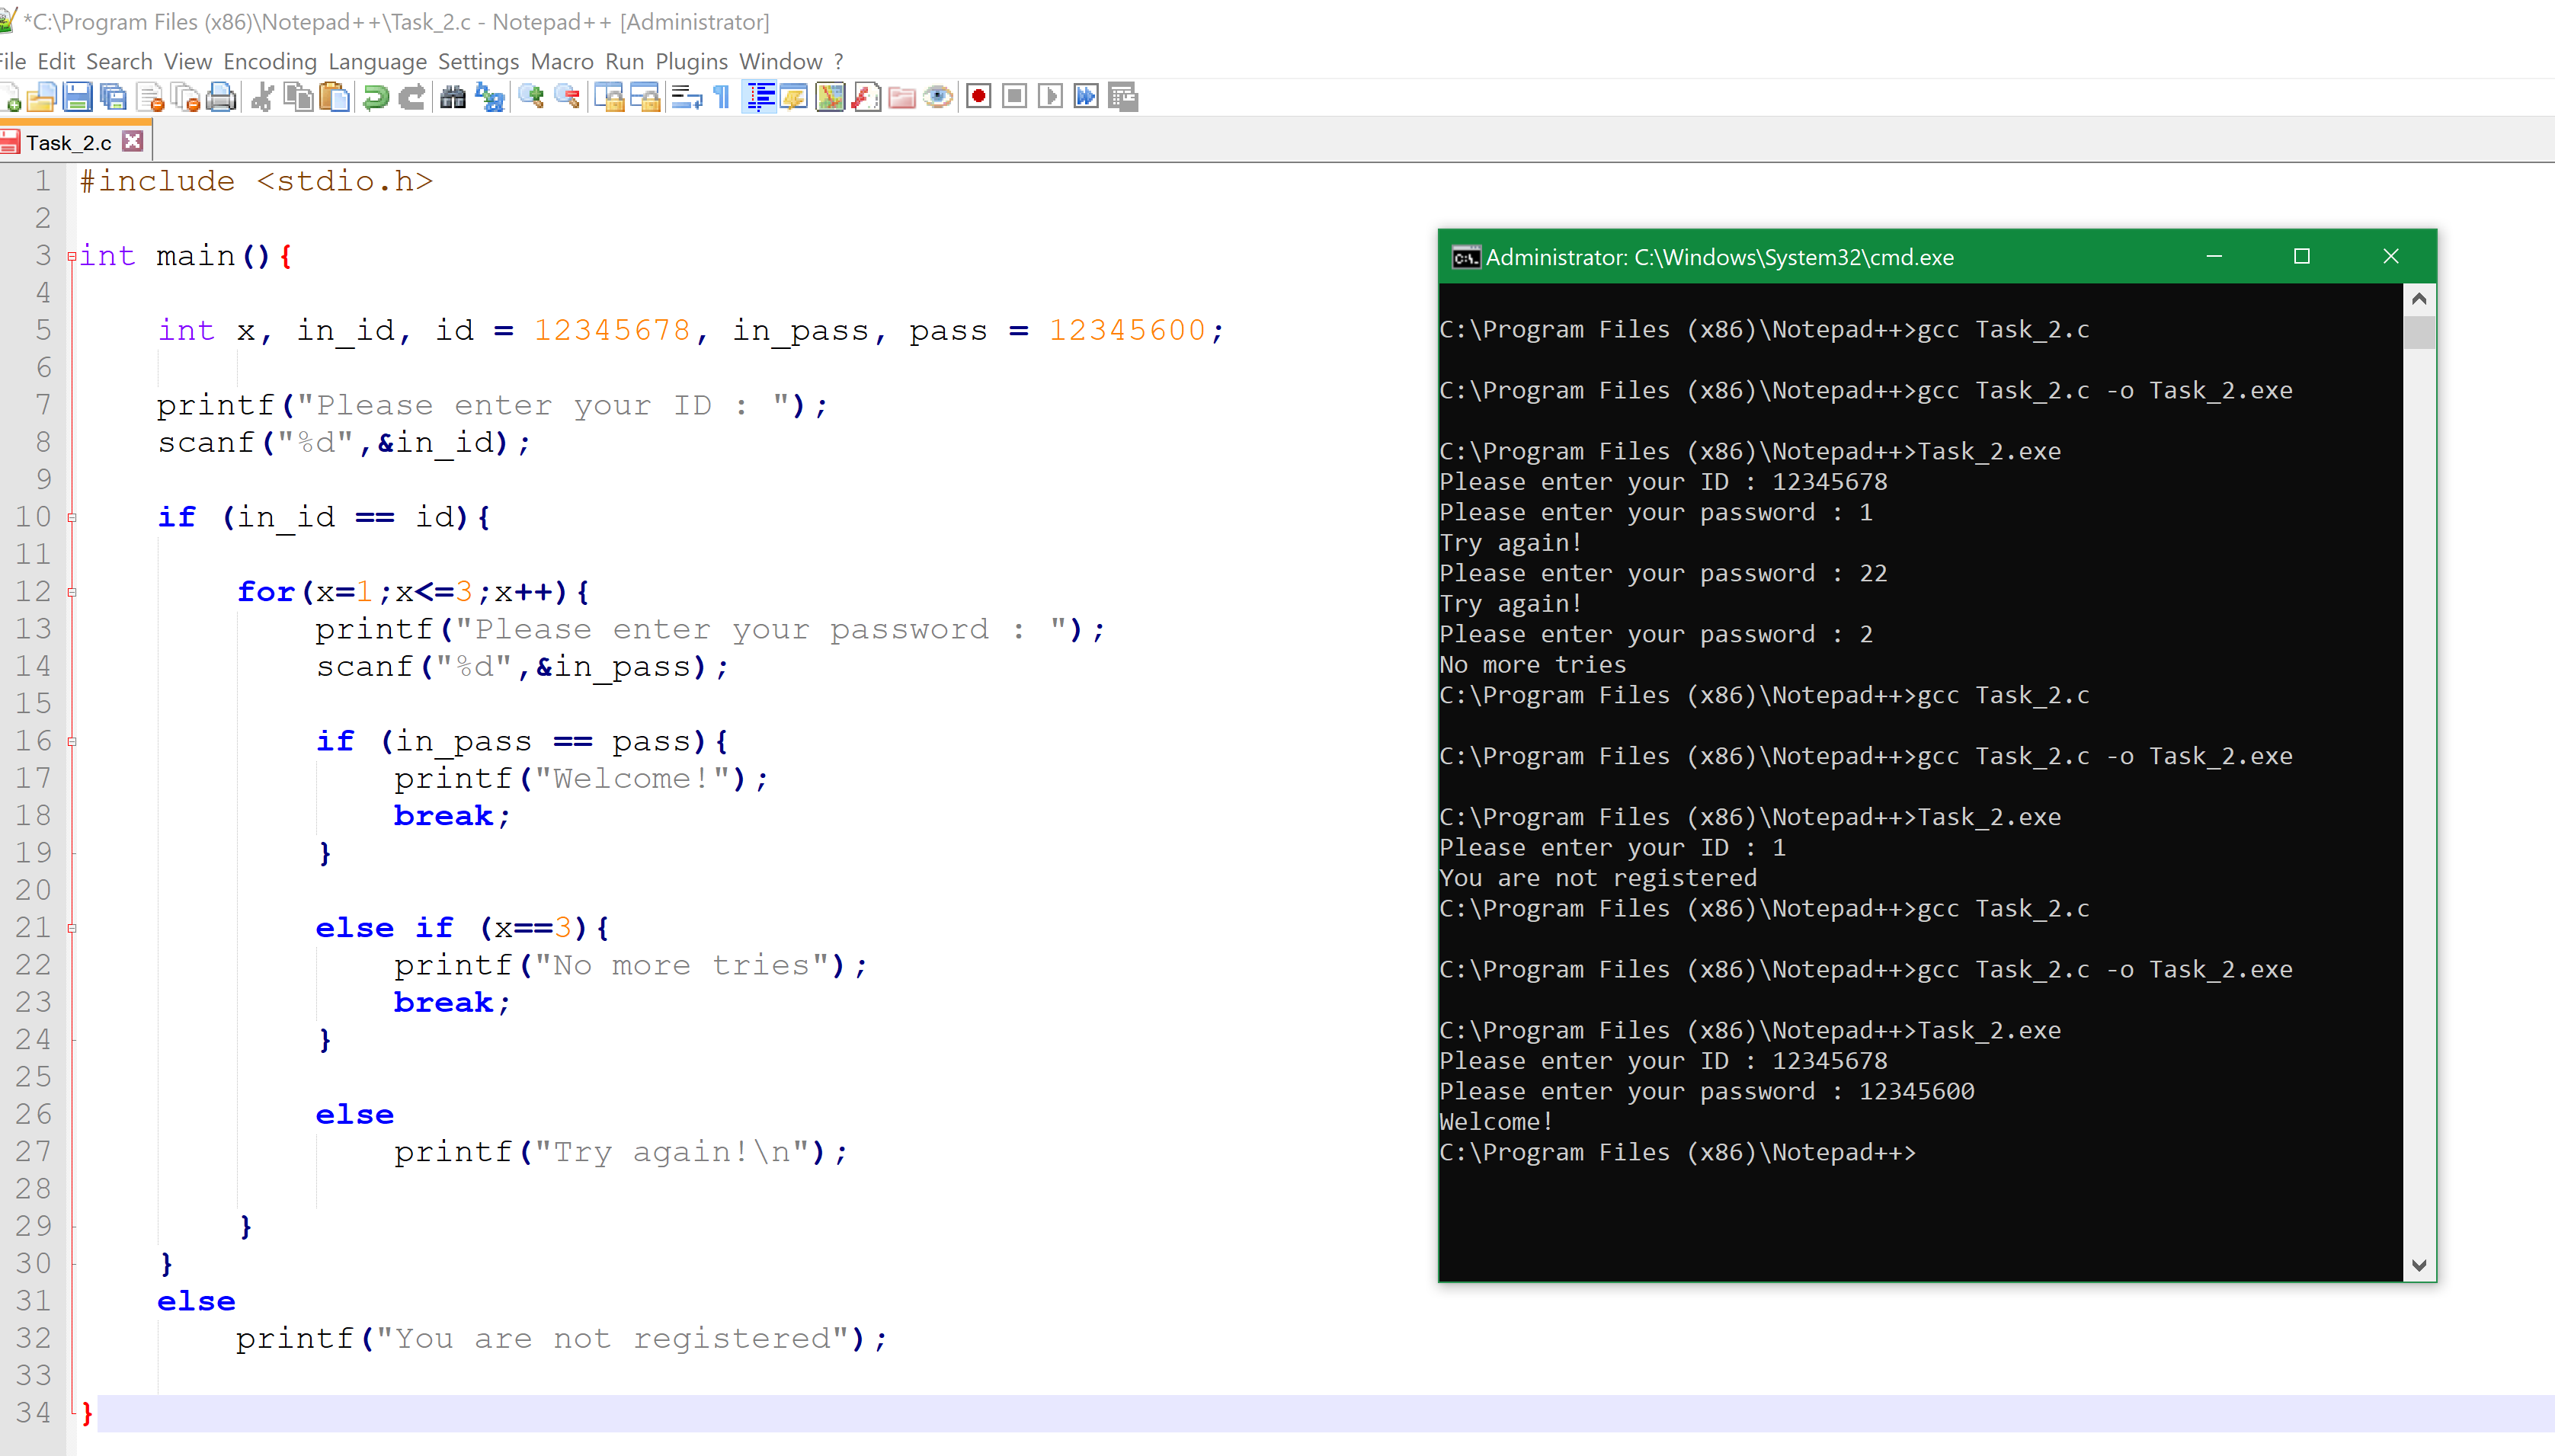 *C:\Program Files (x86)\Notepad++\Task_2.c - Notepad++ [Administrator]
File Edit Search View Encoding Language Settings Macro Run Plugins Window ?
Task_2.c
1 #include <stdio.h>
2
3 int main(){
4
5 int x, in_id, id = 12345678, in_pass, pass = 12345600;
6
7 printf("Please enter your ID : ");
8 scanf("%d",&in_id);
9
10 if (in_id == id){
11
12 for(x=1;x<=3;x++){
13 printf("Please enter your password : ");
14 scanf("%d",&in_pass);
15
16 if (in_pass == pass){
17 printf("Welcome!");
18 break;
19 }
20
21 else if (x==3){
22 printf("No more tries");
23 break;
24 }
25
26 else
27 printf("Try again!\n");
28
29 }
30 }
31 else
32 printf("You are not registered");
33
34 }
Administrator: C:\Windows\System32\cmd.exe
C:\Program Files (x86)\Notepad++>gcc Task_2.c
C:\Program Files (x86)\Notepad++>gcc Task_2.c -o Task_2.exe
C:\Program Files (x86)\Notepad++>Task_2.exe
Please enter your ID : 12345678
Please enter your password : 1
Try again!
Please enter your password : 22
Try again!
Please enter your password : 2
No more tries
C:\Program Files (x86)\Notepad++>gcc Task_2.c
C:\Program Files (x86)\Notepad++>gcc Task_2.c -o Task_2.exe
C:\Program Files (x86)\Notepad++>Task_2.exe
Please enter your ID : 1
You are not registered
C:\Program Files (x86)\Notepad++>gcc Task_2.c
C:\Program Files (x86)\Notepad++>gcc Task_2.c -o Task_2.exe
C:\Program Files (x86)\Notepad++>Task_2.exe
Please enter your ID : 12345678
Please enter your password : 12345600
Welcome!
C:\Program Files (x86)\Notepad++>